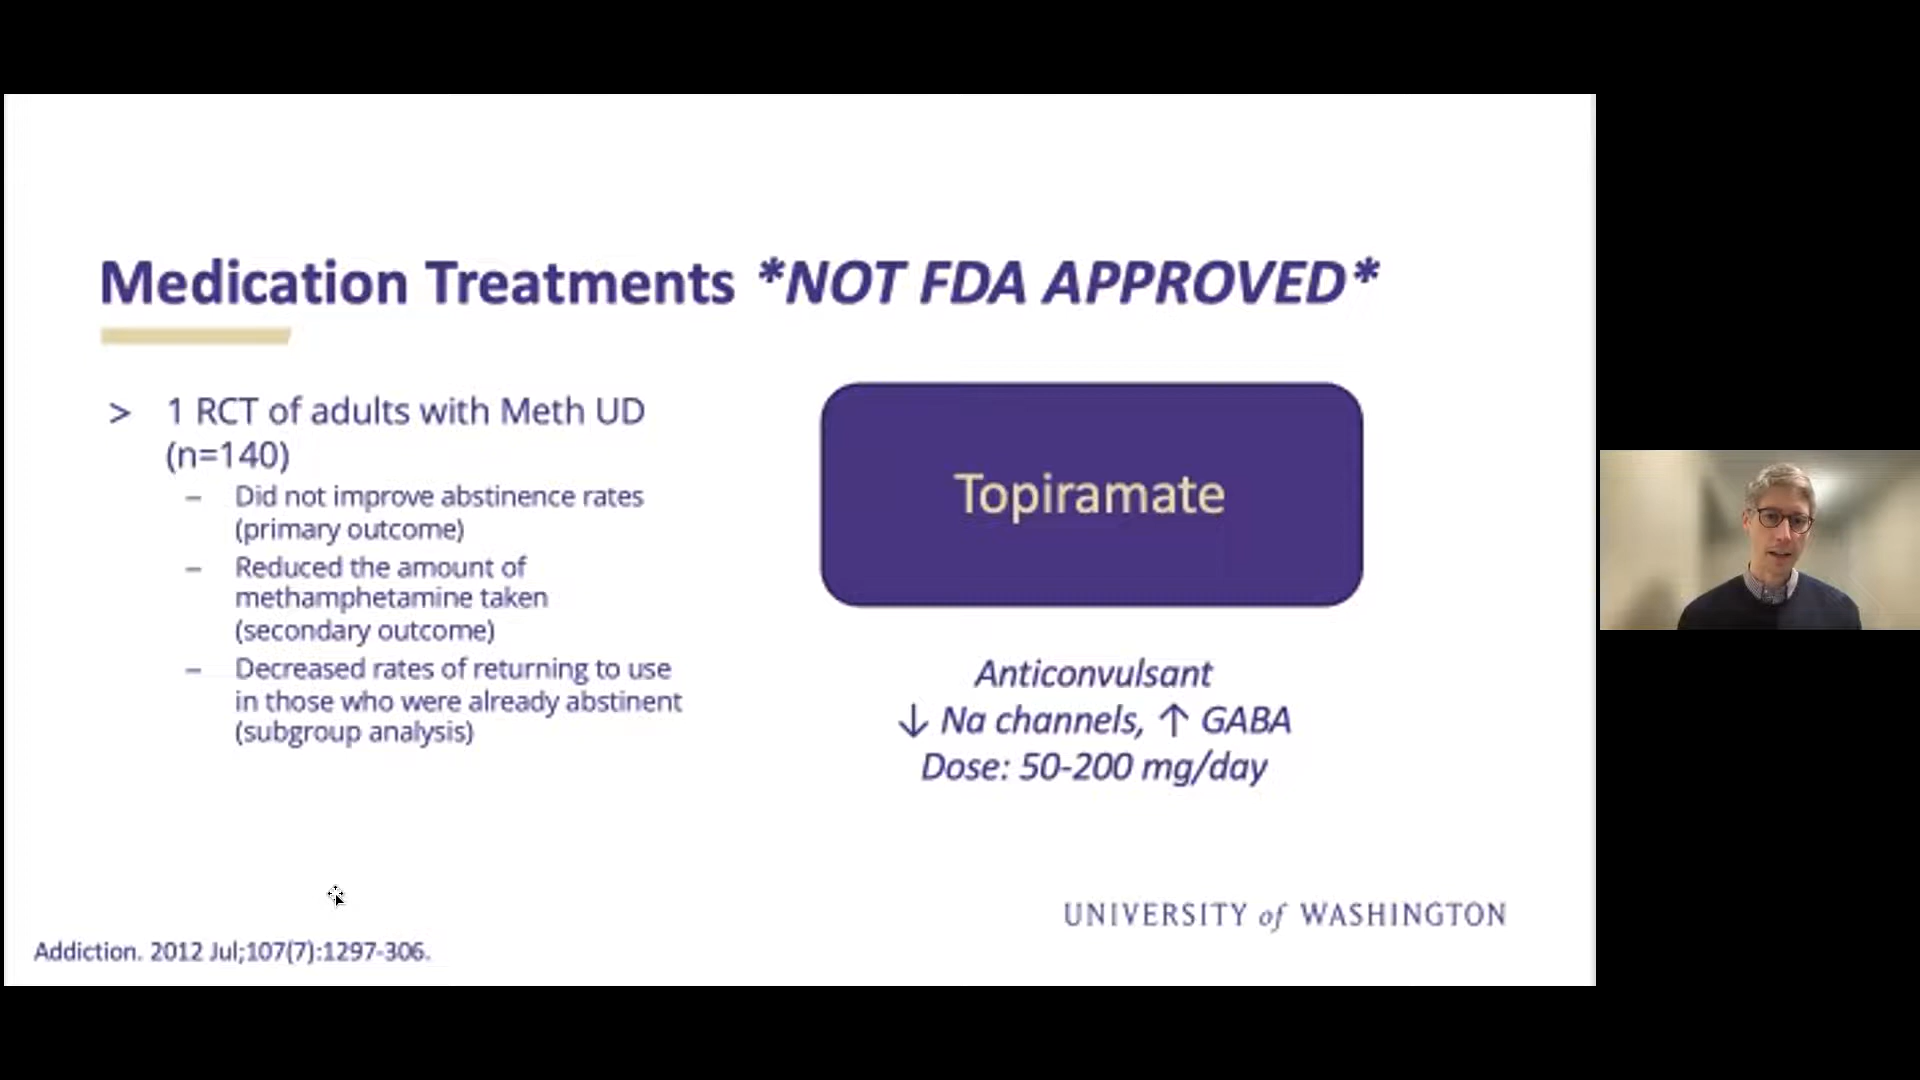 Medication Treatments *NOT FDA APPROVED*
> 1 RCT of adults with Meth UD
(n=140)
– Did not improve abstinence rates
(primary outcome)
– Reduced the amount of
methamphetamine taken
(secondary outcome)
– Decreased rates of returning to use
in those who were already abstinent
(subgroup analysis)
Topiramate
Anticonvulsant
↓ Na channels, ↑ GABA
Dose: 50-200 mg/day
UNIVERSITY of WASHINGTON
Addiction. 2012 Jul;107(7):1297-306.